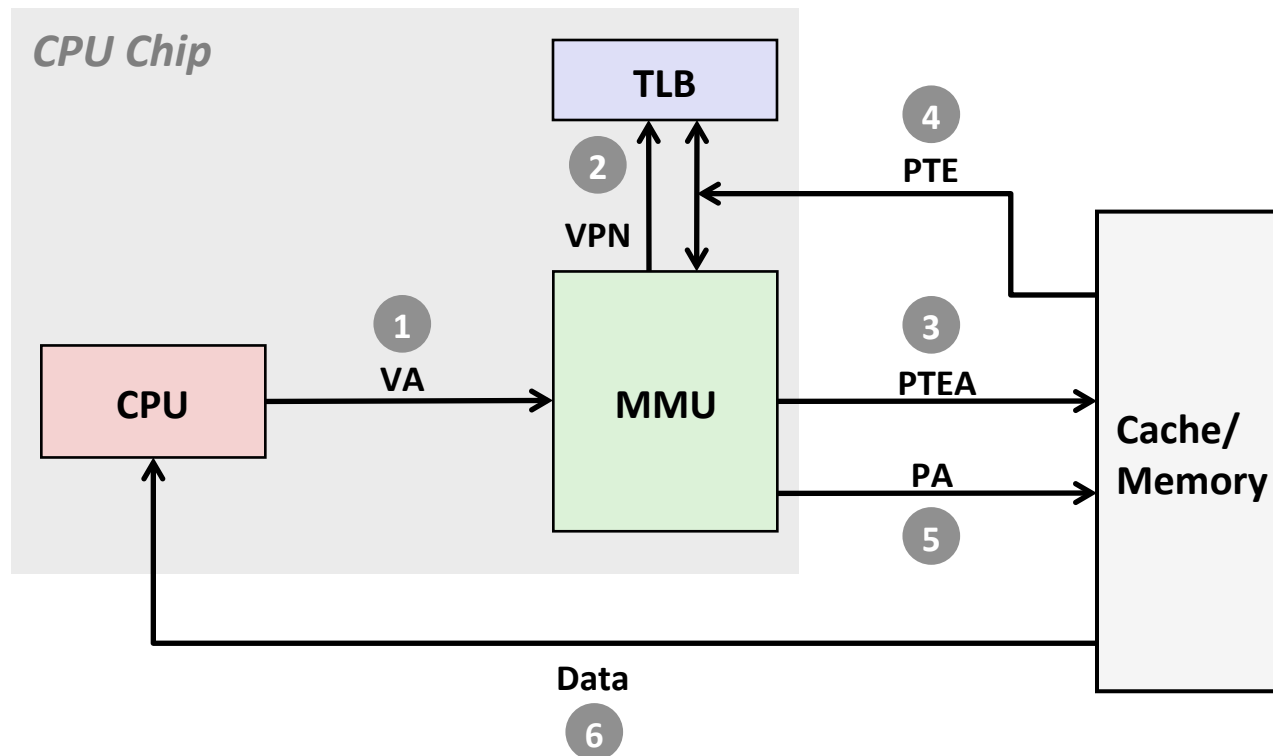 CPU Chip
TLB
4
PTE
2
VPN
1
VA
3
PTEA
CPU
MMU
Cache/
Memory
PA
5
Data
6